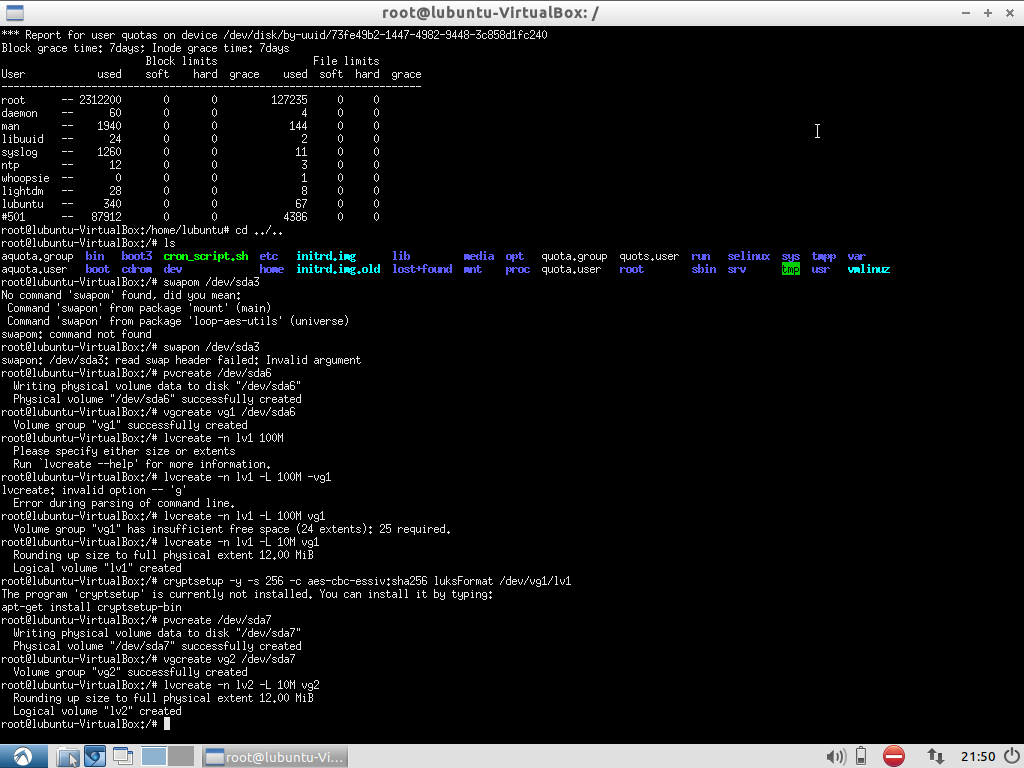 root@lubuntu-VirtualBox: /
*** Report for user quotas on device /dev/disk/by-uuid/73fe49b2-1447-4982-9448-3c858d1fc240
Block grace time: 7days; Inode grace time: 7days
                        Block limits                File limits
User            used    soft    hard  grace    used  soft  hard  grace
----------------------------------------------------------------------
root      -- 2312200       0       0         127235     0     0
daemon    --      60       0       0              4     0     0
man       --    1940       0       0            144     0     0
libuuid   --      24       0       0              2     0     0
syslog    --    1260       0       0             11     0     0
ntp       --      12       0       0              3     0     0
whoopsie  --       0       0       0              1     0     0
lightdm   --      28       0       0              8     0     0
lubuntu   --     340       0       0             67     0     0
#501      --   87912       0       0           4386     0     0
root@lubuntu-VirtualBox:/home/lubuntu# cd ../..
root@lubuntu-VirtualBox:/# ls
aquota.group  bin   boot3  cron_script.sh  etc   initrd.img      lib         media  opt   quota.group  quots.user  run   selinux  sys  tmpp  var
aquota.user   boot  cdrom  dev             home  initrd.img.old  lost+found  mnt    proc  quota.user   root        sbin  srv      tmp  usr   vmlinuz
root@lubuntu-VirtualBox:/# swapom /dev/sda3
No command 'swapom' found, did you mean:
 Command 'swapon' from package 'mount' (main)
 Command 'swapon' from package 'loop-aes-utils' (universe)
swapom: command not found
root@lubuntu-VirtualBox:/# swapon /dev/sda3
swapon: /dev/sda3: read swap header failed: Invalid argument
root@lubuntu-VirtualBox:/# pvcreate /dev/sda6
  Writing physical volume data to disk "/dev/sda6"
  Physical volume "/dev/sda6" successfully created
root@lubuntu-VirtualBox:/# vgcreate vg1 /dev/sda6
  Volume group "vg1" successfully created
root@lubuntu-VirtualBox:/# lvcreate -n lv1 100M
  Please specify either size or extents
  Run `lvcreate --help' for more information.
root@lubuntu-VirtualBox:/# lvcreate -n lv1 -L 100M -vg1
lvcreate: invalid option -- 'g'
  Error during parsing of command line.
root@lubuntu-VirtualBox:/# lvcreate -n lv1 -L 100M vg1
  Volume group "vg1" has insufficient free space (24 extents): 25 required.
root@lubuntu-VirtualBox:/# lvcreate -n lv1 -L 10M vg1
  Rounding up size to full physical extent 12.00 MiB
  Logical volume "lv1" created
root@lubuntu-VirtualBox:/# cryptsetup -y -s 256 -c aes-cbc-essiv:sha256 luksFormat /dev/vg1/lv1
The program 'cryptsetup' is currently not installed. You can install it by typing:
apt-get install cryptsetup-bin
root@lubuntu-VirtualBox:/# pvcreate /dev/sda7
  Writing physical volume data to disk "/dev/sda7"
  Physical volume "/dev/sda7" successfully created
root@lubuntu-VirtualBox:/# vgcreate vg2 /dev/sda7
  Volume group "vg2" successfully created
root@lubuntu-VirtualBox:/# lvcreate -n lv2 -L 10M vg2
  Rounding up size to full physical extent 12.00 MiB
  Logical volume "lv2" created
root@lubuntu-VirtualBox:/#
root@lubuntu-Vi... 21:50